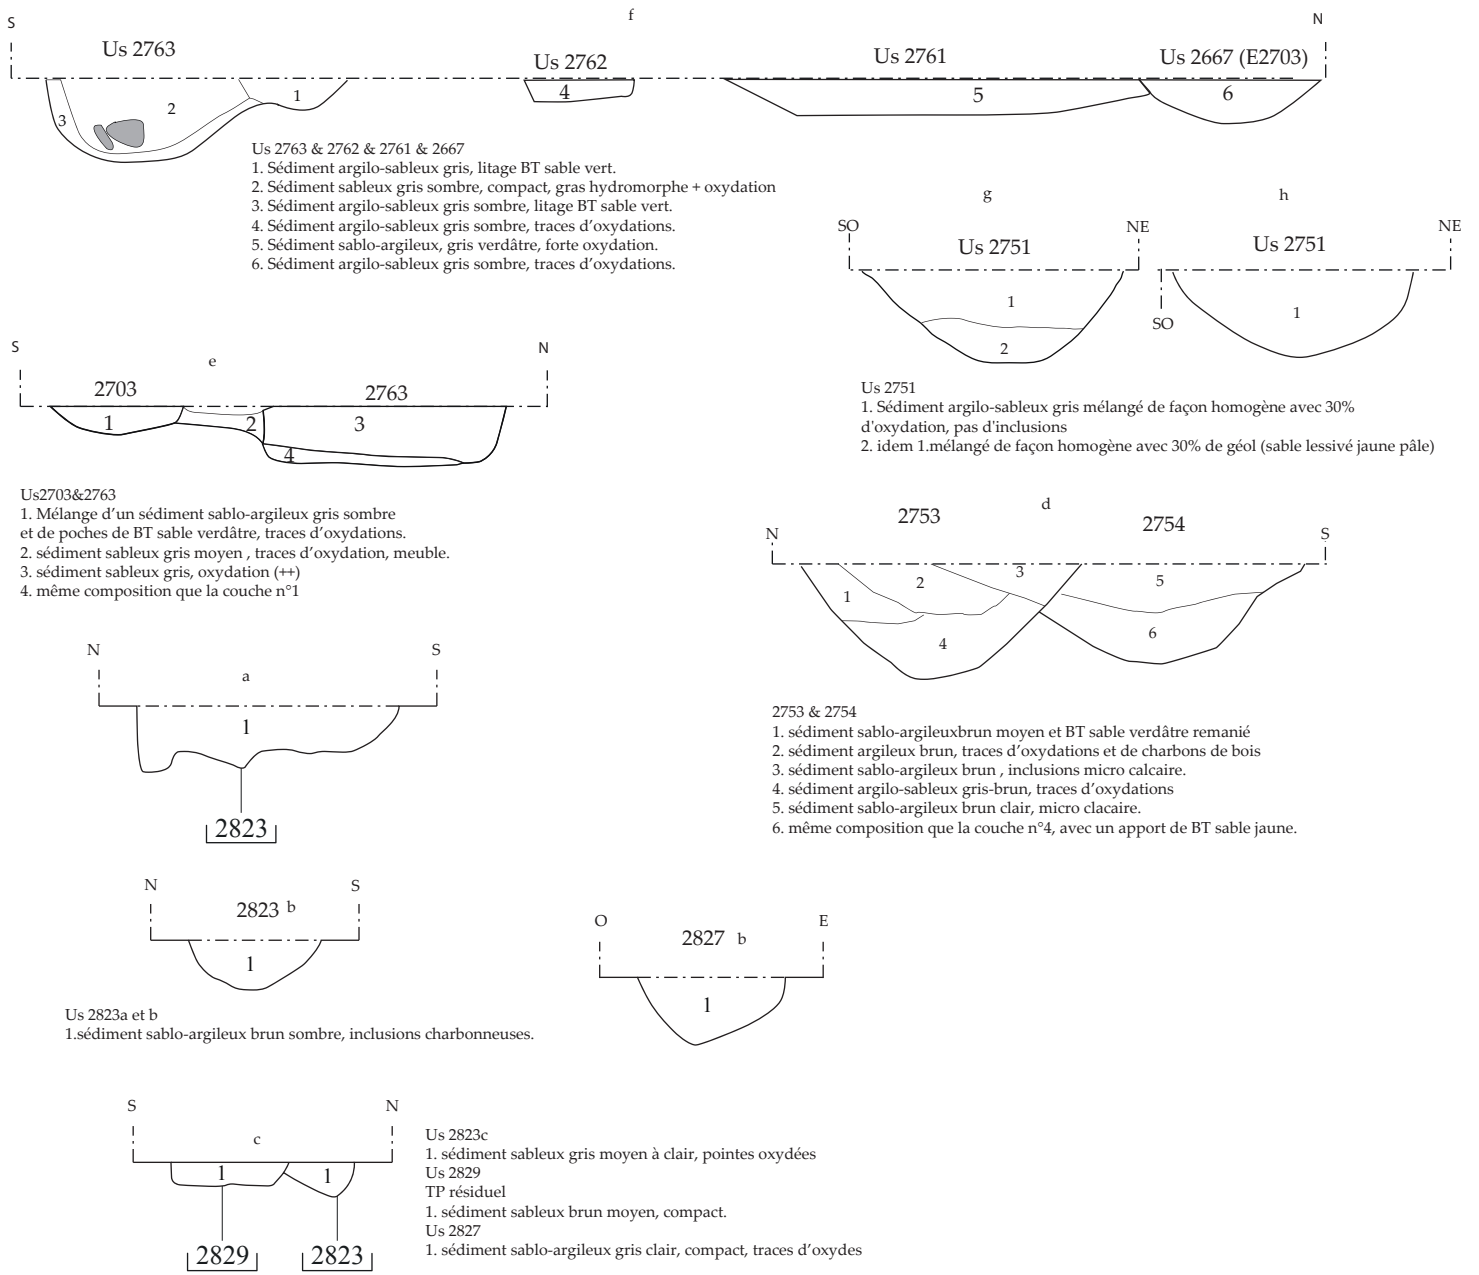 S
f
N
Us 2763
Us 2762
Us 2761
Us 2667 (E2703)
3
2
1
4
5
6
Us 2763 & 2762 & 2761 & 2667
1. Sédiment argilo-sableux gris, litage BT sable vert.
2. Sédiment sableux gris sombre, compact, gras hydromorphe + oxydation
3. Sédiment argilo-sableux gris sombre, litage BT sable vert.
4. Sédiment argilo-sableux gris sombre, traces d'oxydations.
5. Sédiment sablo-argileux, gris verdâtre, forte oxydation.
6. Sédiment argilo-sableux gris sombre, traces d'oxydations.
g
h
SO
NE
NE
Us 2751
Us 2751
1
2
1
SO
Us 2751
1. Sédiment argilo-sableux gris mélangé de façon homogène avec 30%
d'oxydation, pas d'inclusions
2. idem 1.mélangé de façon homogène avec 30% de géol (sable lessivé jaune pâle)
S
e
N
2703
2763
1
2
3
4
Us2703&2763
1. Mélange d'un sédiment sablo-argileux gris sombre
et de poches de BT sable verdâtre, traces d'oxydations.
2. sédiment sableux gris moyen , traces d'oxydation, meuble.
3. sédiment sableux gris, oxydation (++)
4. même composition que la couche n°1
2753
d
2754
N
S
1
2
3
4
5
6
2753 & 2754
1. sédiment sablo-argileuxbrun moyen et BT sable verdâtre remanié
2. sédiment argileux brun, traces d'oxydations et de charbons de bois
3. sédiment sablo-argileux brun , inclusions micro calcaire.
4. sédiment argilo-sableux gris-brun, traces d'oxydations
5. sédiment sablo-argileux brun clair, micro clacaire.
6. même composition que la couche n°4, avec un apport de BT sable jaune.
N
S
a
1
2823
N
S
2823 b
1
Us 2823a et b
1.sédiment sablo-argileux brun sombre, inclusions charbonneuses.
O
E
2827 b
1
S
N
c
1
1
2829
2823
Us 2823c
1. sédiment sableux gris moyen à clair, pointes oxydées
Us 2829
TP résiduel
1. sédiment sableux brun moyen, compact.
Us 2827
1. sédiment sablo-argileux gris clair, compact, traces d'oxydes